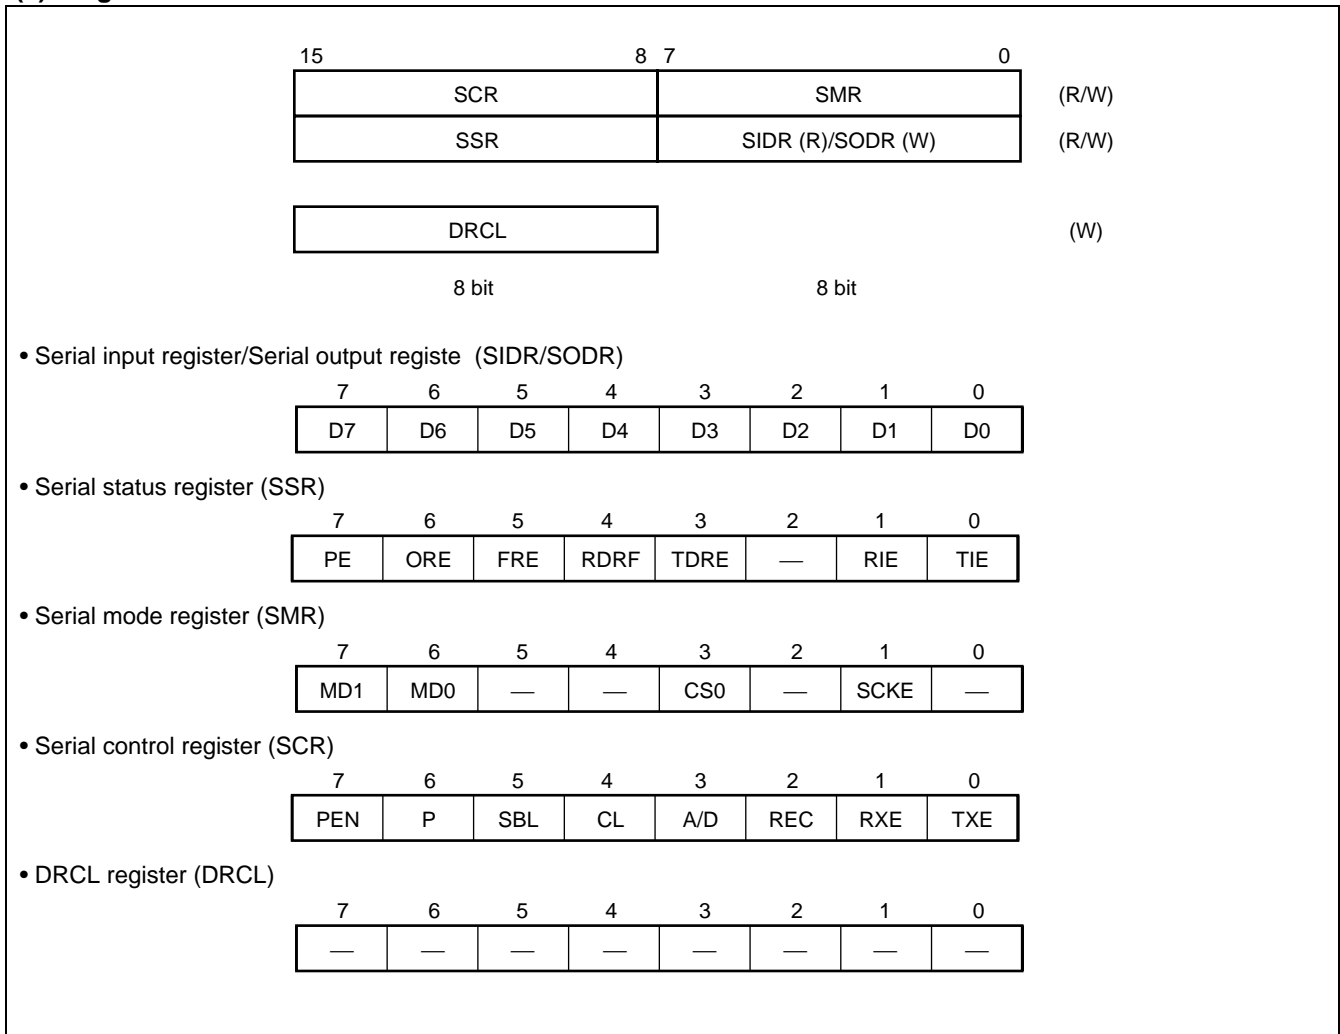 15 8 7 0
SCR SMR (R/W)
SSR SIDR (R)/SODR (W) (R/W)
DRCL (W)
8 bit 8 bit
• Serial input register/Serial output registe (SIDR/SODR)
7 6 5 4 3 2 1 0
D7 D6 D5 D4 D3 D2 D1 D0
• Serial status register (SSR)
7 6 5 4 3 2 1 0
PE ORE FRE RDRF TDRE — RIE TIE
• Serial mode register (SMR)
7 6 5 4 3 2 1 0
MD1 MD0 — — CS0 — SCKE —
• Serial control register (SCR)
7 6 5 4 3 2 1 0
PEN P SBL CL A/D REC RXE TXE
• DRCL register (DRCL)
7 6 5 4 3 2 1 0
— — — — — — — —